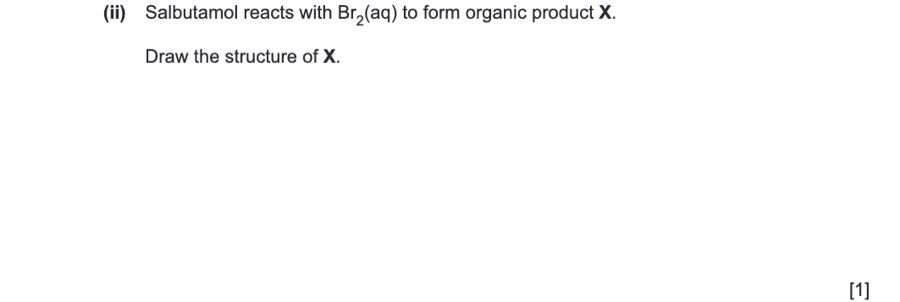 (ii) Salbutamol reacts with Br₂(aq) to form organic product X.
Draw the structure of X.
[1]